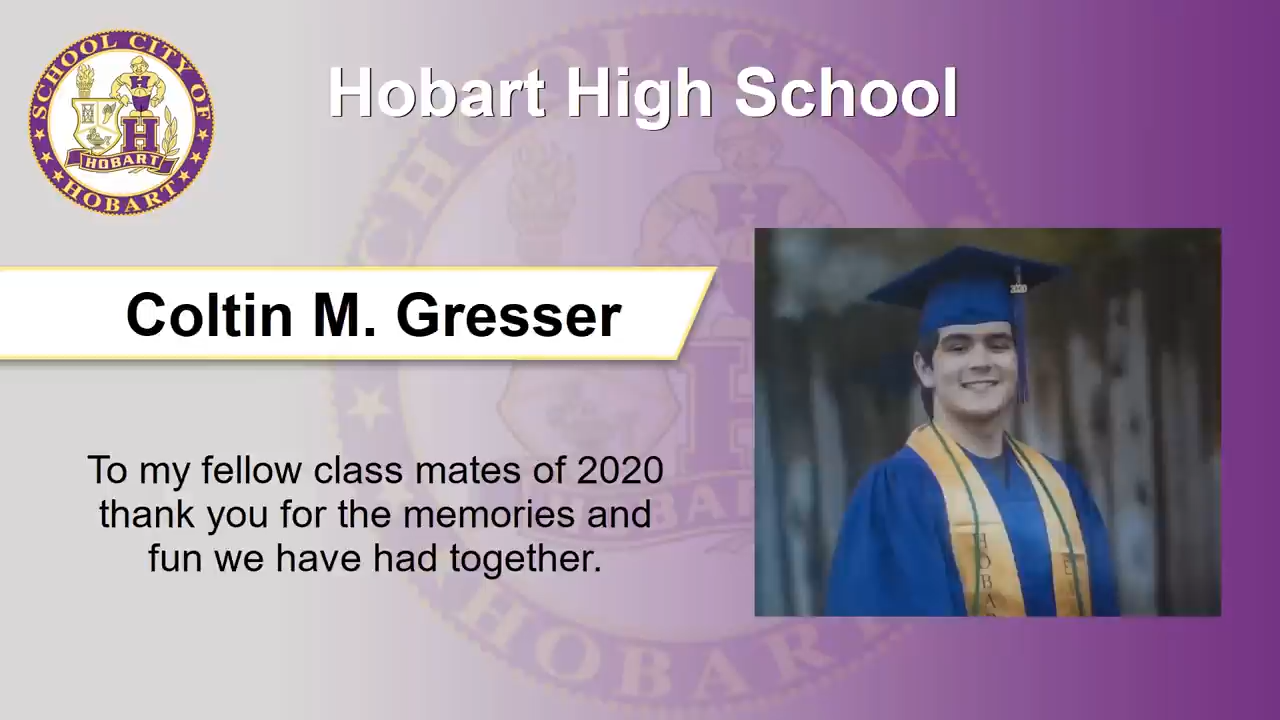 SCHOOL CITY OF
HOBART
HOBART
Hobart High School
Coltin M. Gresser
To my fellow class mates of 2020
thank you for the memories and
fun we have had together.
2020